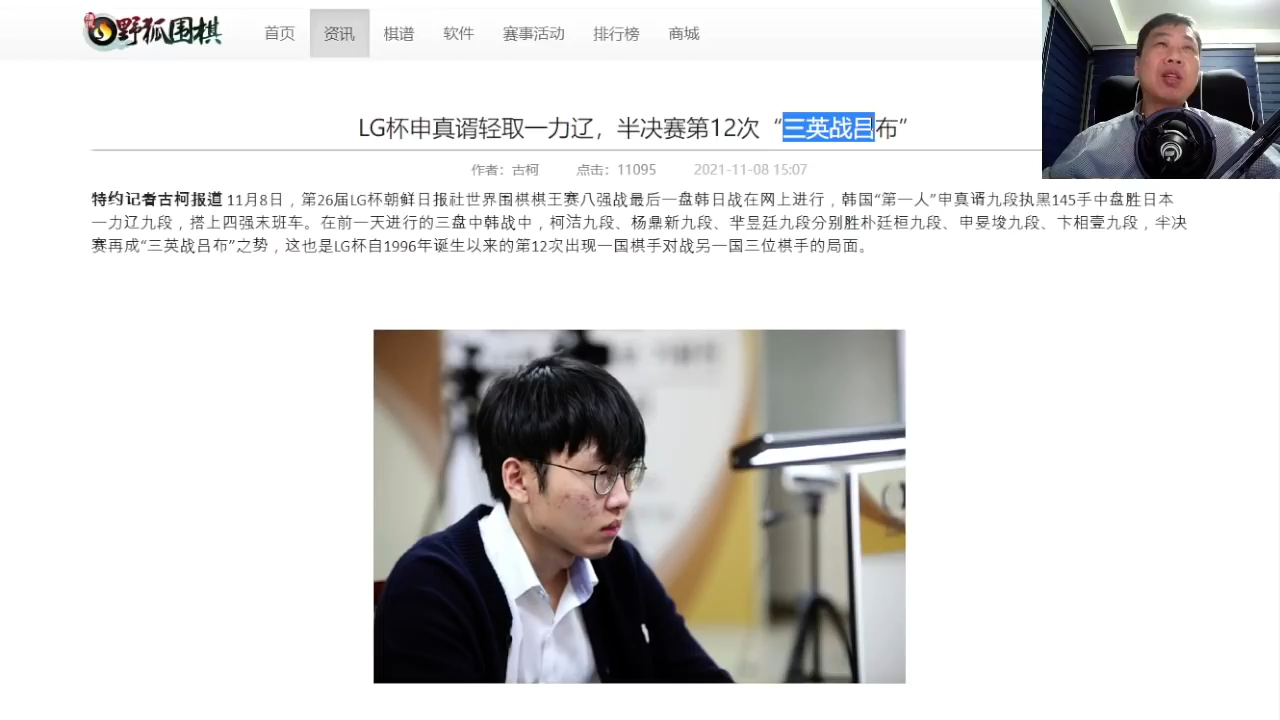 野狐围棋
首页 资讯 棋谱 软件 赛事活动 排行榜 商城
LG杯申真谞轻取一力辽，半决赛第12次“三英战吕布”
作者：古柯 点击：11095 2021-11-08 15:07
特约记者古柯报道 11月8日，第26届LG杯朝鲜日报社世界围棋棋王赛八强战最后一盘韩日战在网上进行，韩国“第一人”申真谞九段执黑145手中盘胜日本
一力辽九段，搭上四强末班车。在前一天进行的三盘中韩战中，柯洁九段、杨鼎新九段、芈昱廷九段分别胜朴廷桓九段、申旻埈九段、卞相壹九段，半决
赛再成“三英战吕布”之势，这也是LG杯自1996年诞生以来的第12次出现一国棋手对战另一国三位棋手的局面。